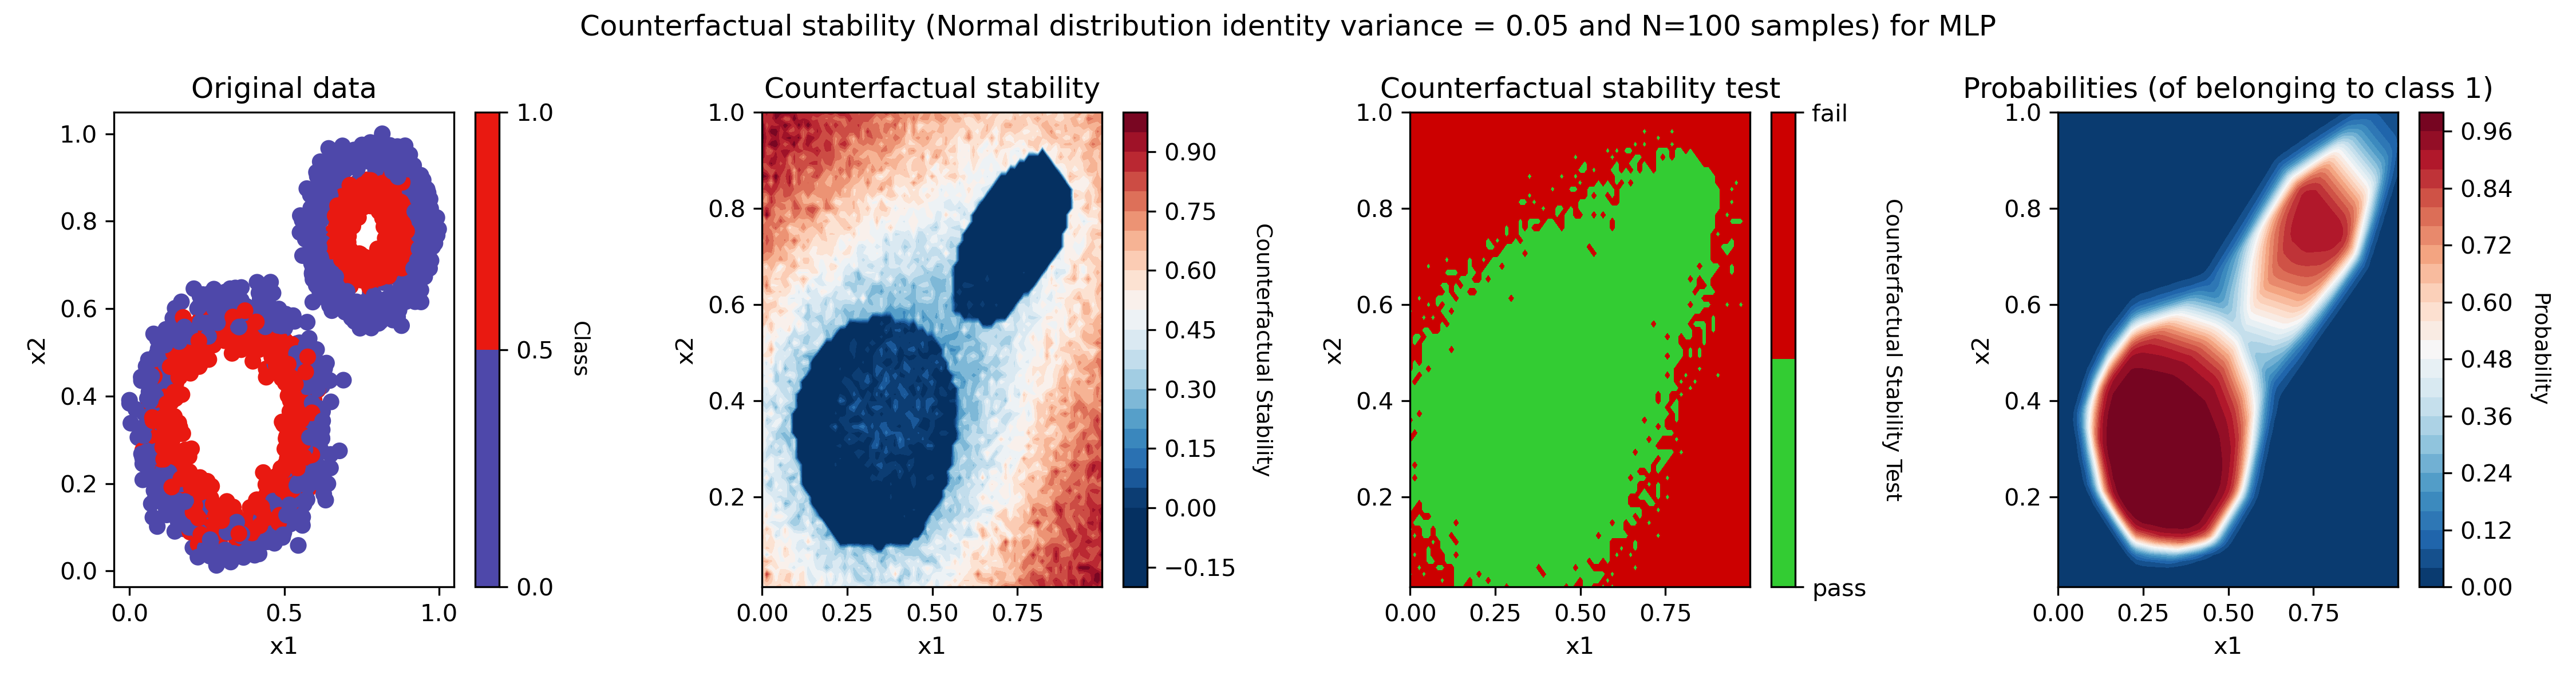 Counterfactual stability (Normal distribution identity variance = 0.05 and N=100 samples) for MLP
Original data
1.0
0.8
0.6
0.4
0.2
0.0
x2
0.0 0.5 1.0
x1
1.0
0.5
0.0
Class
Counterfactual stability
1.0
0.8
0.6
0.4
0.2
x2
0.00 0.25 0.50 0.75
x1
0.90
0.75
0.60
0.45
0.30
0.15
0.00
−0.15
Counterfactual Stability
Counterfactual stability test
1.0
0.8
0.6
0.4
0.2
x2
0.00 0.25 0.50 0.75
x1
fail
pass
Counterfactual Stability Test
Probabilities (of belonging to class 1)
1.0
0.8
0.6
0.4
0.2
x2
0.00 0.25 0.50 0.75
x1
0.96
0.84
0.72
0.60
0.48
0.36
0.24
0.12
0.00
Probability